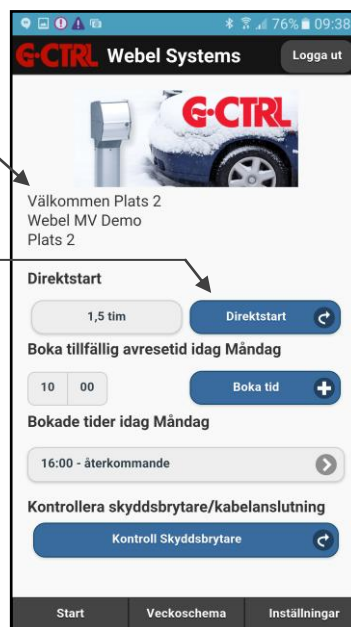 76% 09:38
G-CTRL Webel Systems Logga ut
G-CTRL
Välkommen Plats 2
Webel MV Demo
Plats 2
Direktstart
1,5 tim Direktstart
Boka tillfällig avresetid idag Måndag
10 00 Boka tid
Bokade tider idag Måndag
16:00 - återkommande
Kontrollera skyddsbrytare/kabelanslutning
Kontroll Skyddsbrytare
Start Veckoschema Inställningar